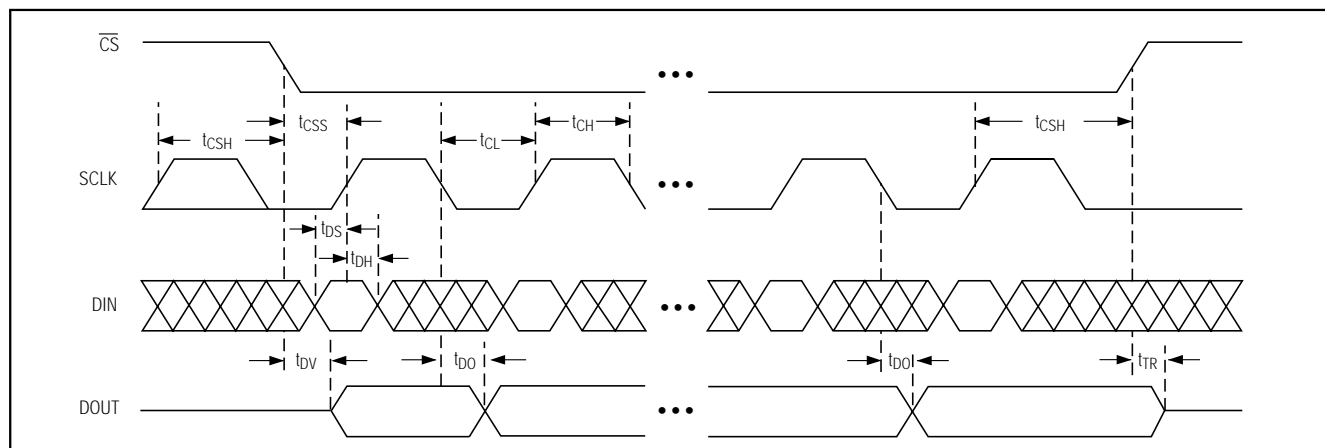 CS
tCSH
tCSS
tCL
tCH
tCSH
SCLK
•••
•••
tDS
tDH
DIN
•••
tDV
tDO
tDO
tTR
DOUT
•••